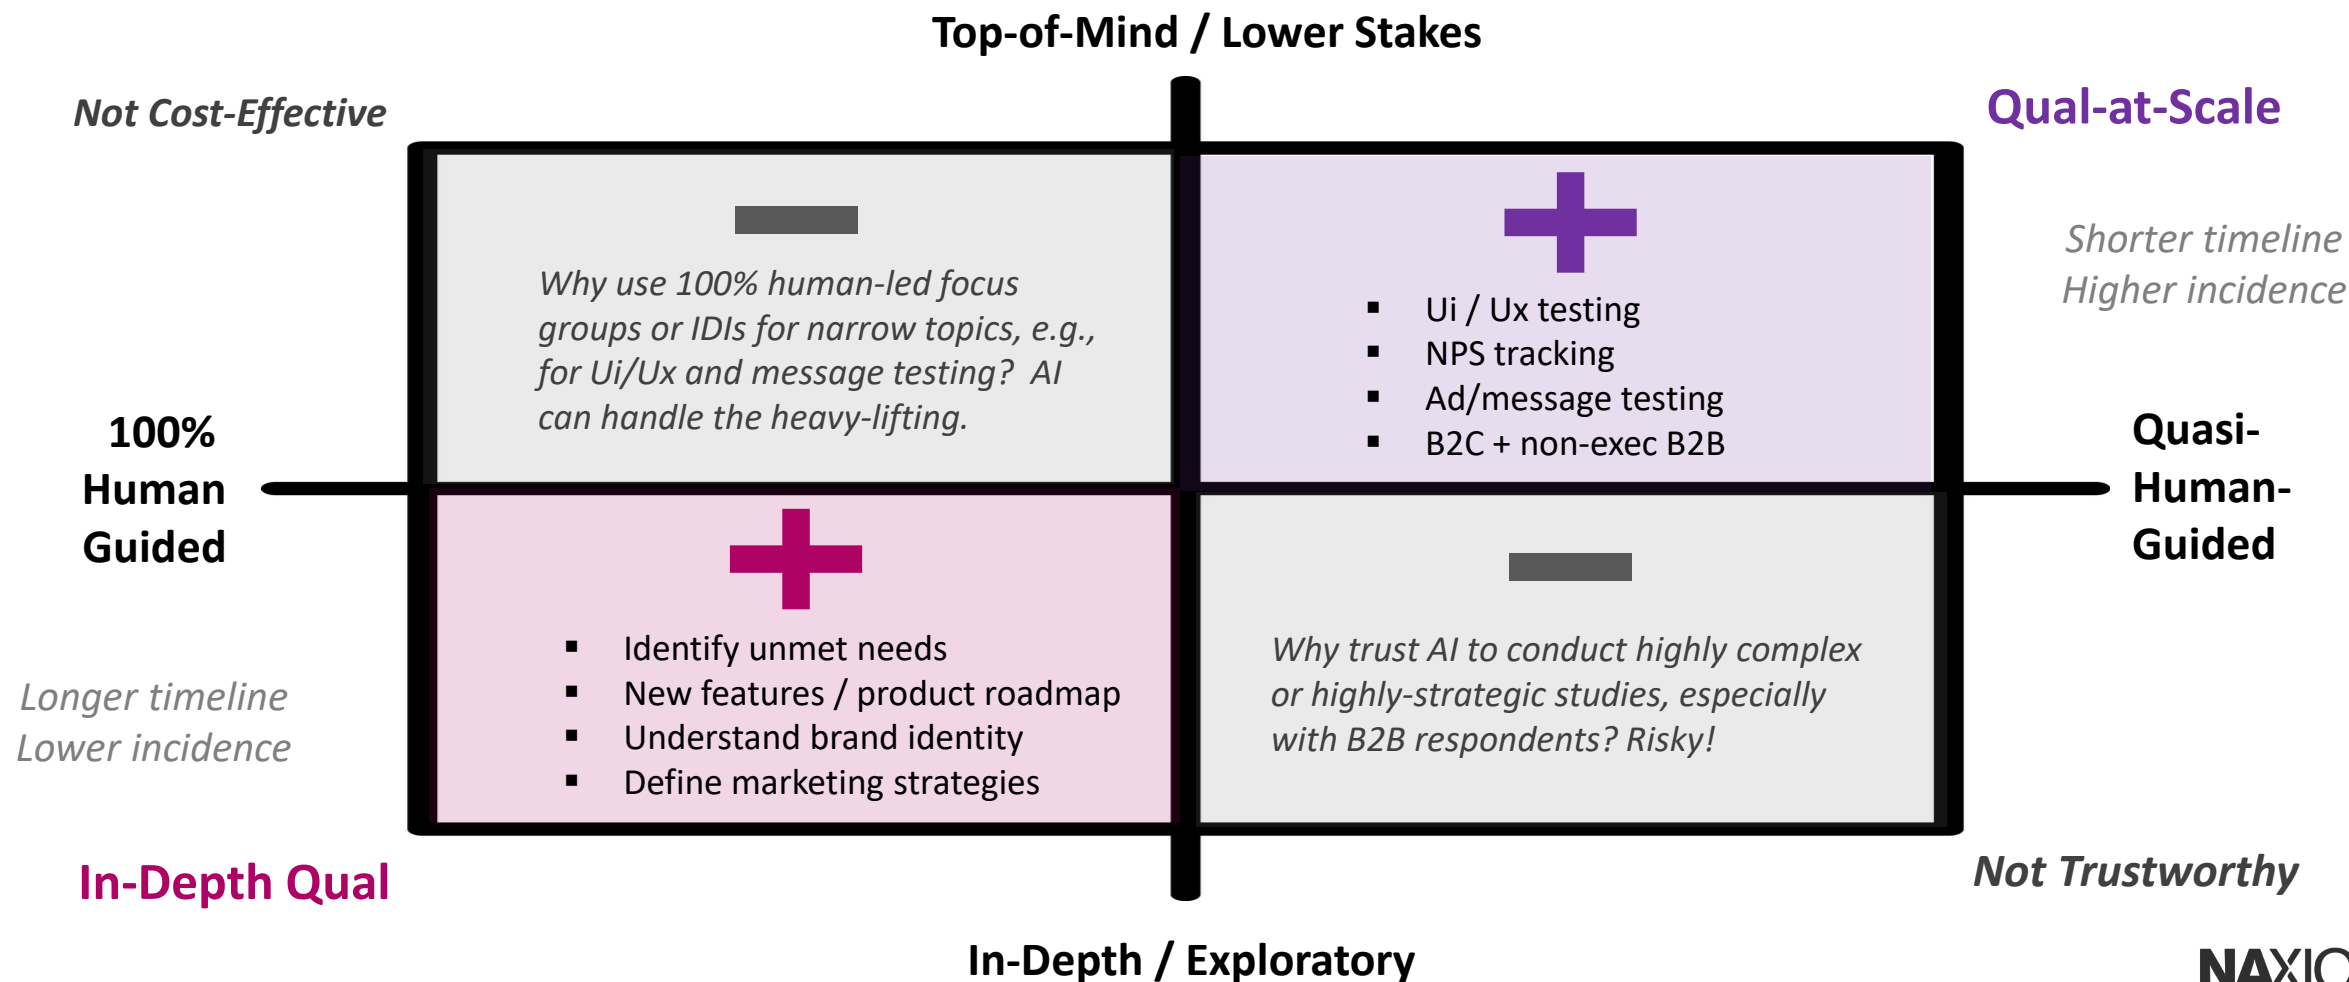 Top-of-Mind / Lower Stakes
Not Cost-Effective
Qual-at-Scale
Why use 100% human-led focus
groups or IDIs for narrow topics, e.g.,
for Ui/Ux and message testing?  AI
can handle the heavy-lifting.
▪ Ui / Ux testing
▪ NPS tracking
▪ Ad/message testing
▪ B2C + non-exec B2B
Shorter timeline
Higher incidence
100%
Human
Guided
Quasi-
Human-
Guided
▪ Identify unmet needs
▪ New features / product roadmap
▪ Understand brand identity
▪ Define marketing strategies
Why trust AI to conduct highly complex
or highly-strategic studies, especially
with B2B respondents? Risky!
Longer timeline
Lower incidence
In-Depth Qual
Not Trustworthy
In-Depth / Exploratory